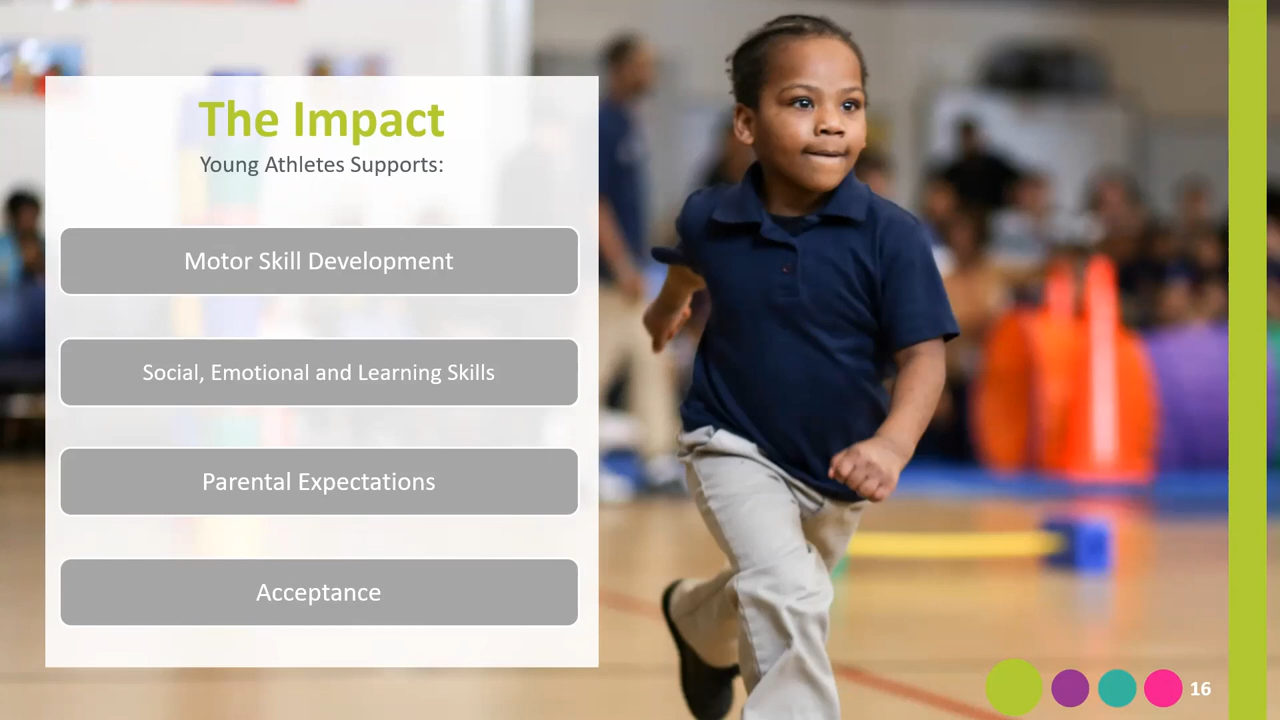 The Impact
Young Athletes Supports:
Motor Skill Development
Social, Emotional and Learning Skills
Parental Expectations
Acceptance
16